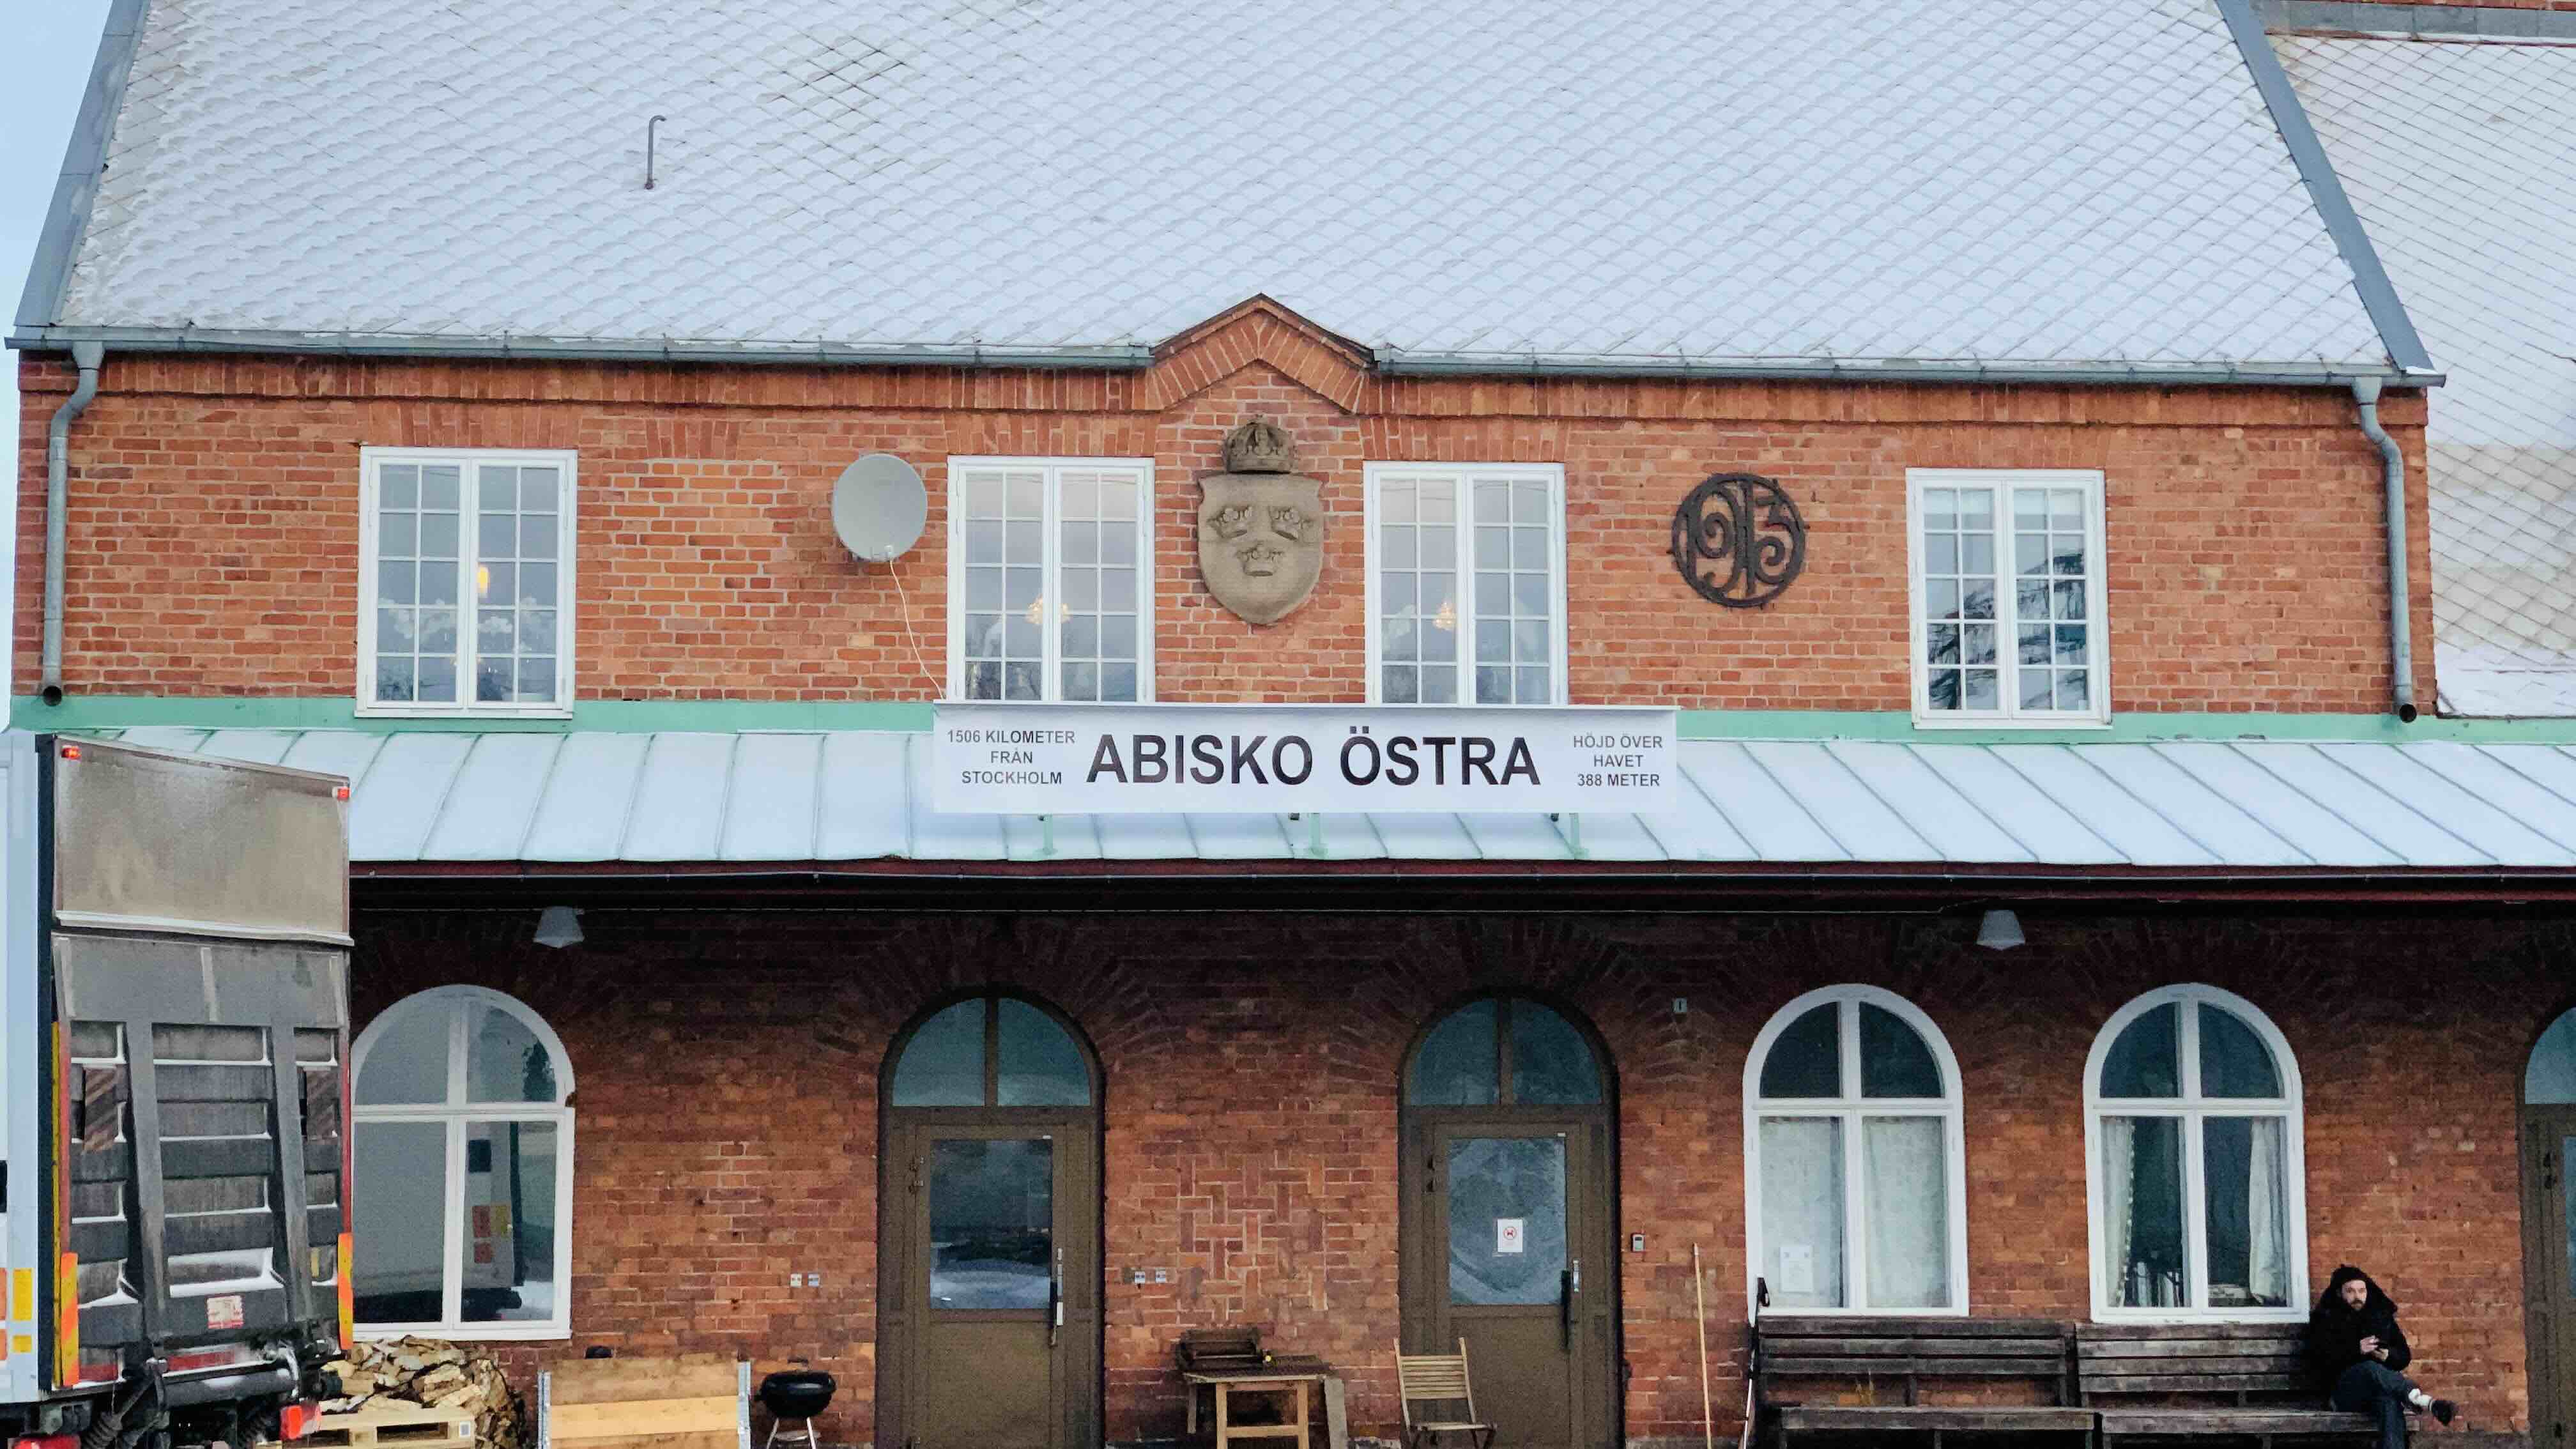 1913
1506 KILOMETER
FRÅN
STOCKHOLM
ABISKO ÖSTRA
HÖJD ÖVER
HAVET
388 METER